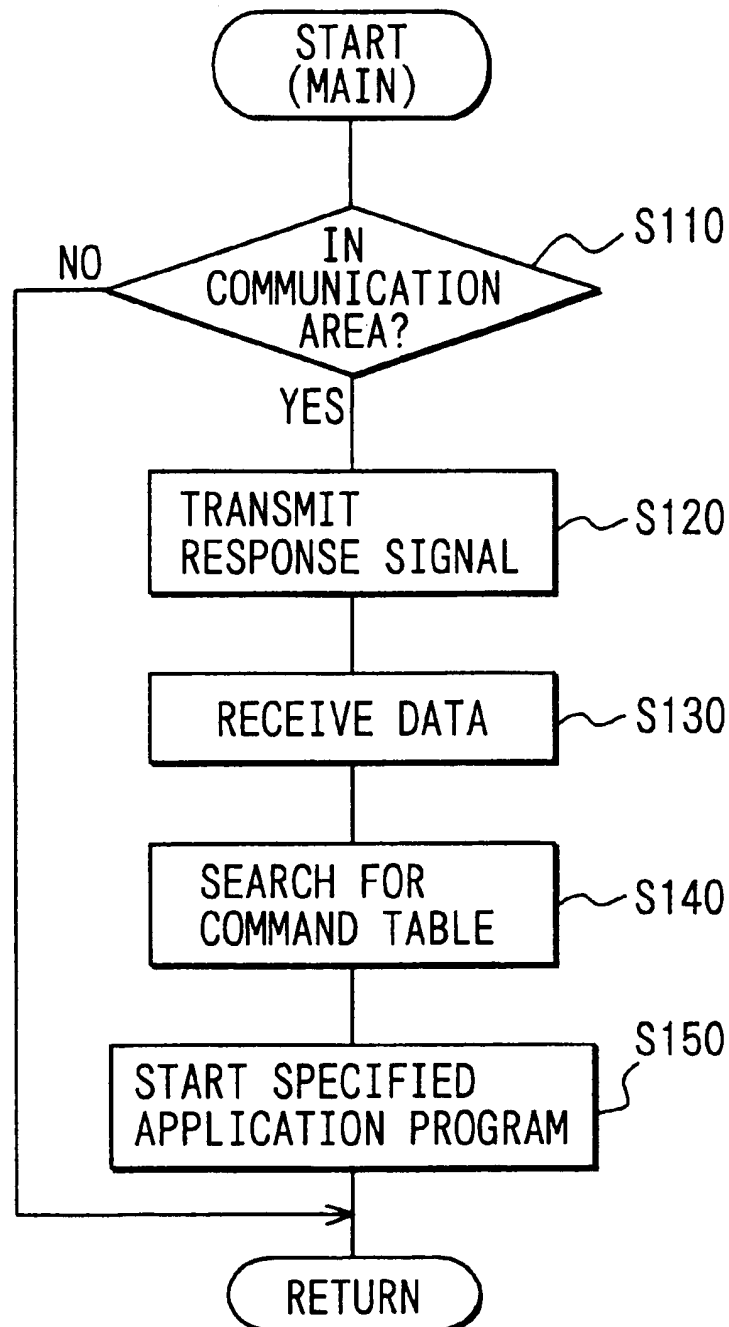 START
(MAIN)
IN
COMMUNICATION
AREA?
S110
NO
YES
TRANSMIT
RESPONSE SIGNAL
S120
RECEIVE DATA
S130
SEARCH FOR
COMMAND TABLE
S140
START SPECIFIED
APPLICATION PROGRAM
S150
RETURN